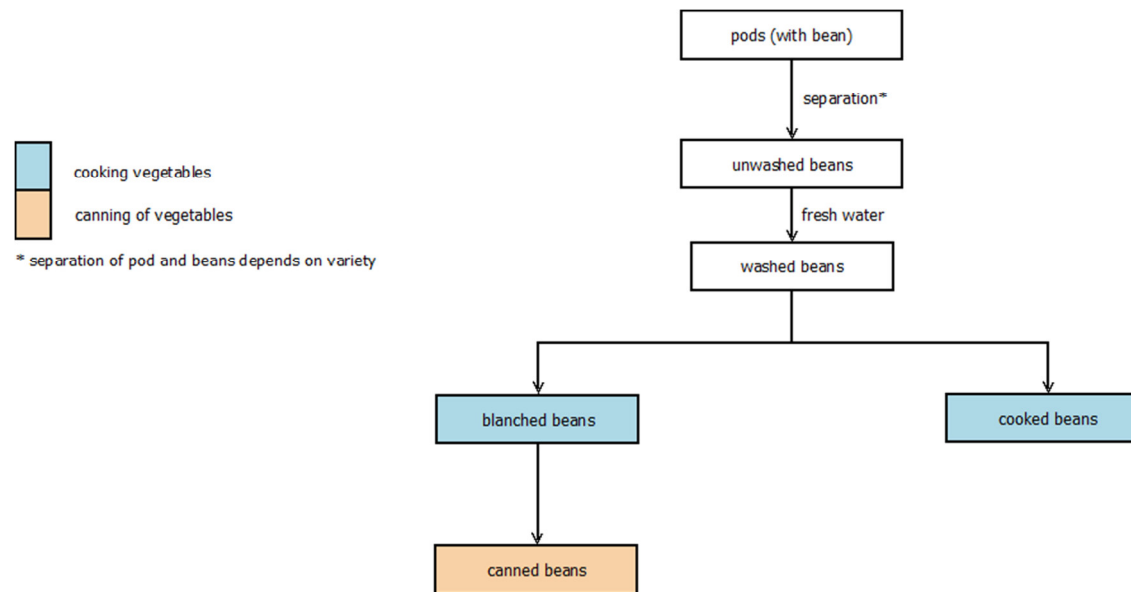 pods (with bean)
separation*
unwashed beans
fresh water
washed beans
cooking vegetables
canning of vegetables
* separation of pod and beans depends on variety
blanched beans
cooked beans
canned beans